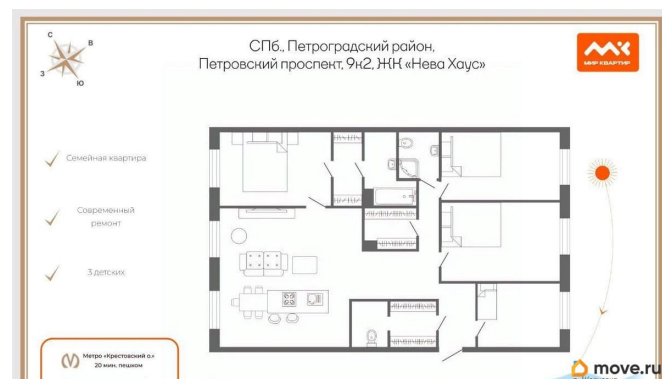 С
В
З
Ю
СПб., Петроградский район,
Петровский проспект, 9к2, ЖК «Нева Хаус»
МИР КВАРТИР
Семейная квартира
Современный
ремонт
3 детских
Метро «Крестовский о.»
20 мин. пешком
move.ru